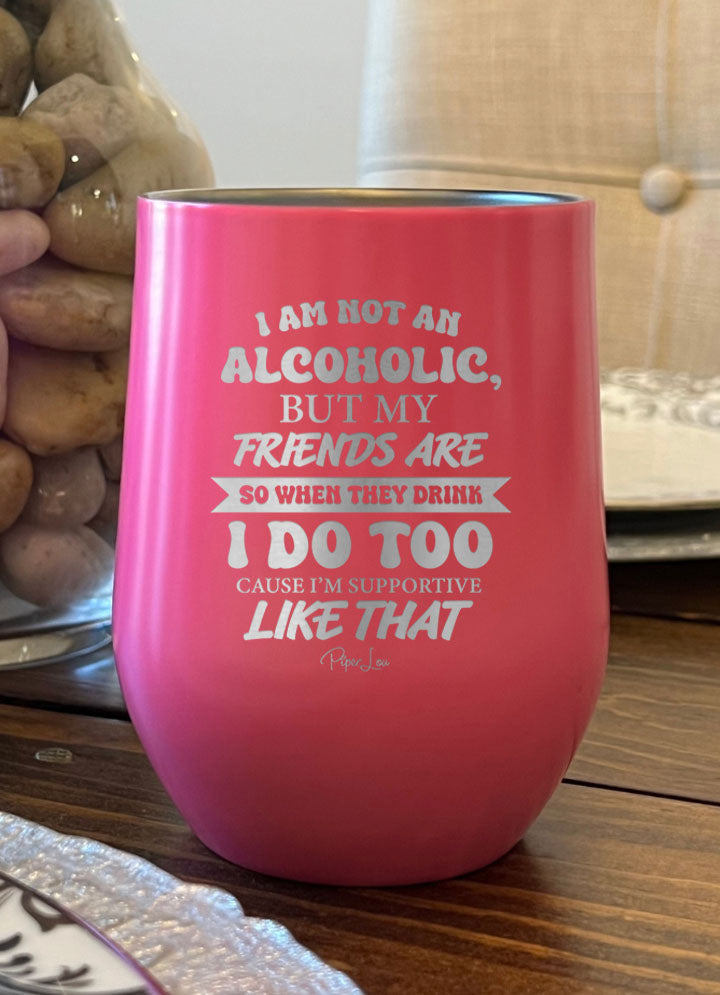 I AM NOT AN
ALCOHOLIC,
BUT MY
FRIENDS ARE
SO WHEN THEY DRINK
I DO TOO
CAUSE I'M SUPPORTIVE
LIKE THAT
Piper Lou